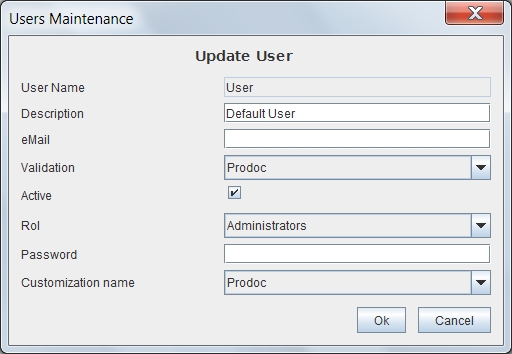 Users Maintenance
Update User
User Name User
Description Default User
eMail
Validation Prodoc
Active
Rol Administrators
Password
Customization name Prodoc
Ok Cancel